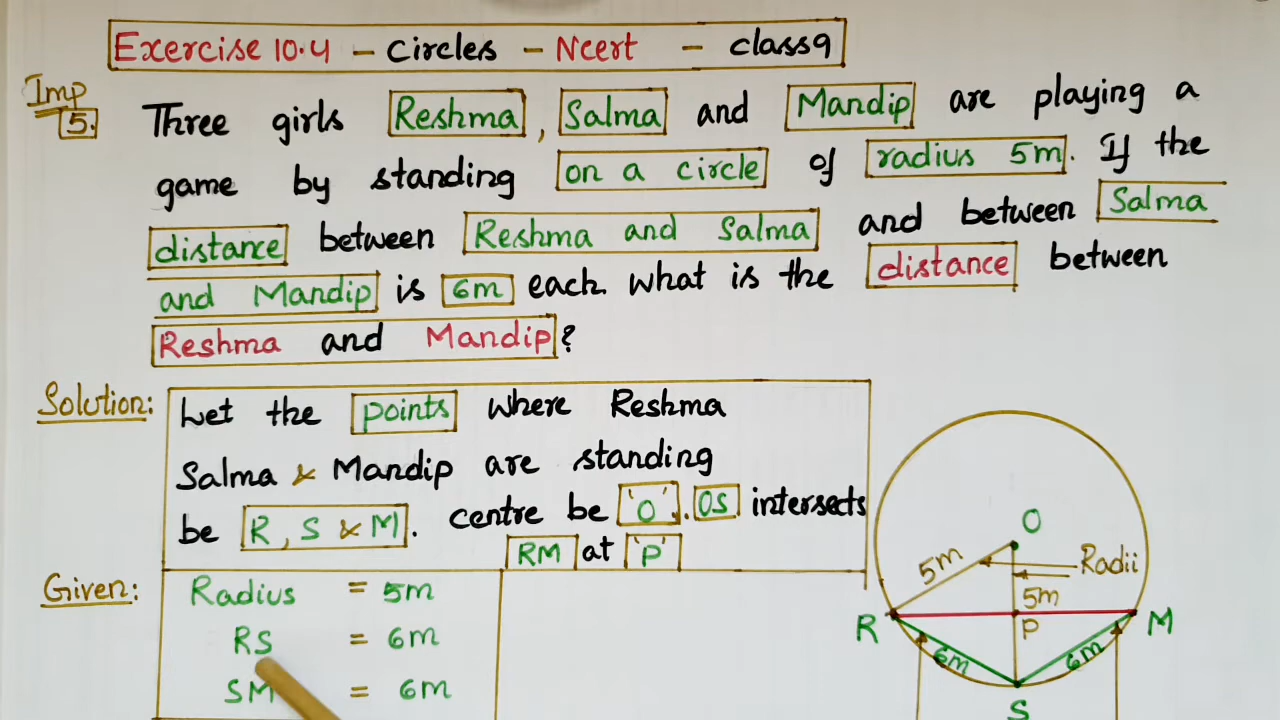 Exercise 10.4 - Circles - Ncert - class9
Imp
5. Three girls Reshma, Salma and Mandip are playing a
game by standing on a circle of radius 5m. If the
distance between Reshma and Salma and between Salma
and Mandip is 6m each. What is the distance between
Reshma and Mandip?
Solution: Let the points where Reshma
Salma & Mandip are standing
be R, S & M. centre be 'O'. OS intersects
RM at 'P'
Given: Radius = 5m
RS = 6m
SM = 6m
O
5m
Radii
5m
R
P
M
6m
6m
S